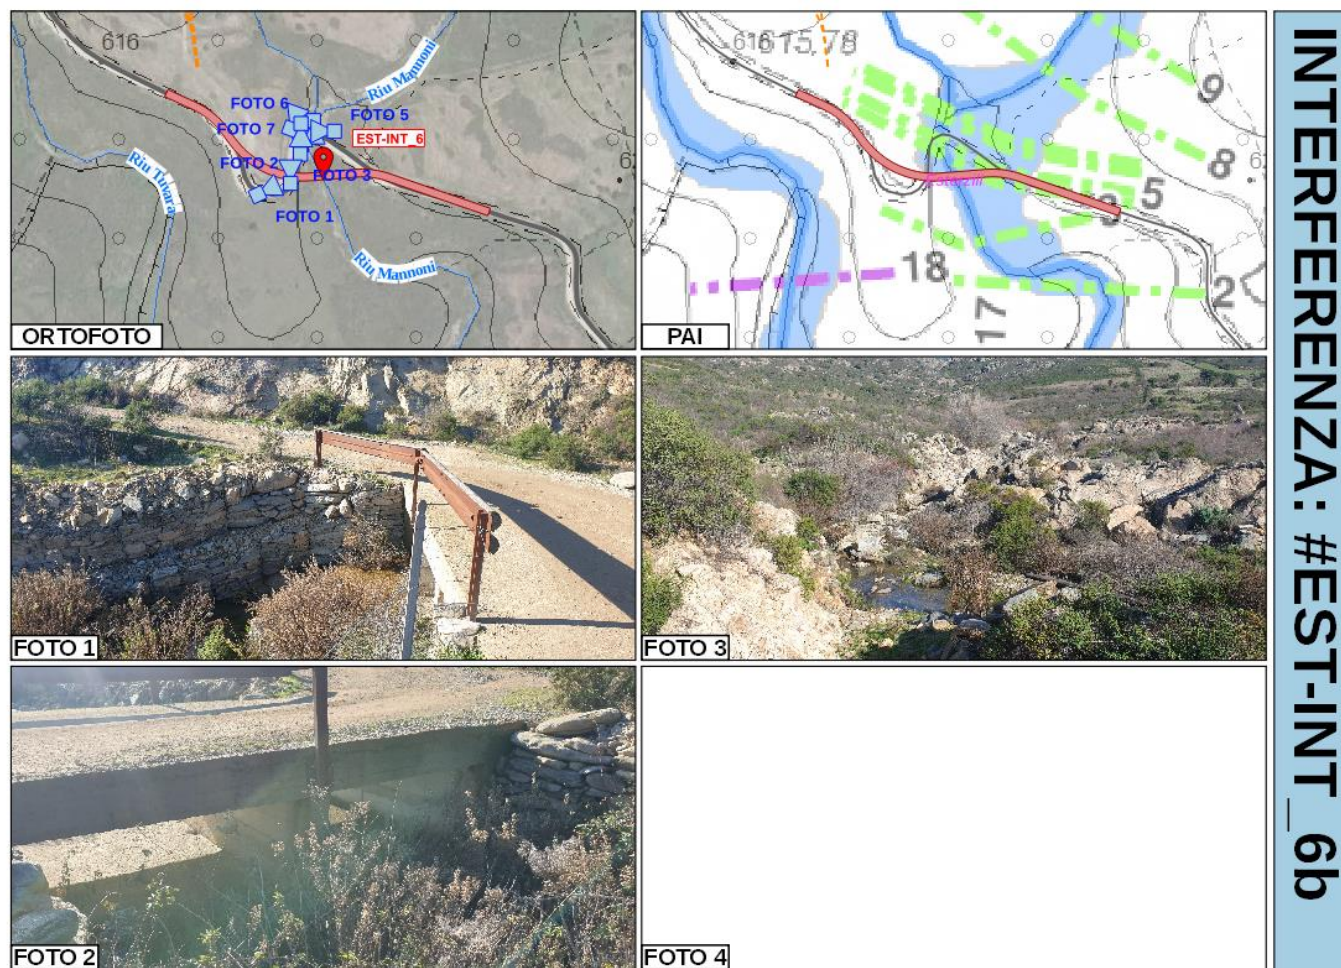 616
Riu Mannoni
FOTO 6
FOTO 5
FOTO 7
EST-INT_6
FOTO 2
FOTO 3
Riu Tuvara
FOTO 1
Riu Mannoni
ORTOFOTO
9
8
5
3
18
2
17
PAI
FOTO 1
FOTO 3
FOTO 2
FOTO 4
INTERFERENZA: #EST-INT_6b